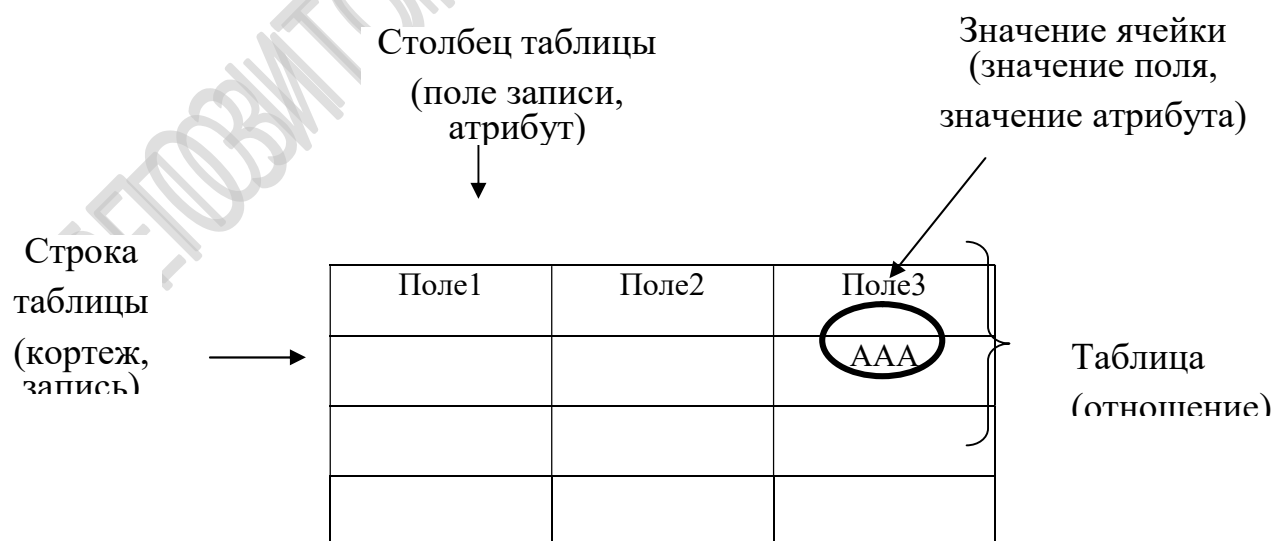 Столбец таблицы
(поле записи,
атрибут)
Значение ячейки
(значение поля,
значение атрибута)
Строка
таблицы
(кортеж,
запись)
Поле1 Поле2 Поле3
ААА
Таблица
(отношение)